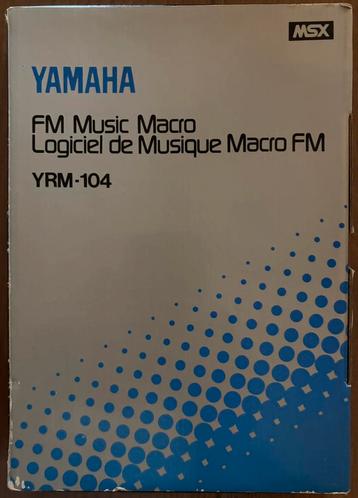 MSX
YAMAHA
FM Music Macro
Logiciel de Musique Macro FM
YRM-104